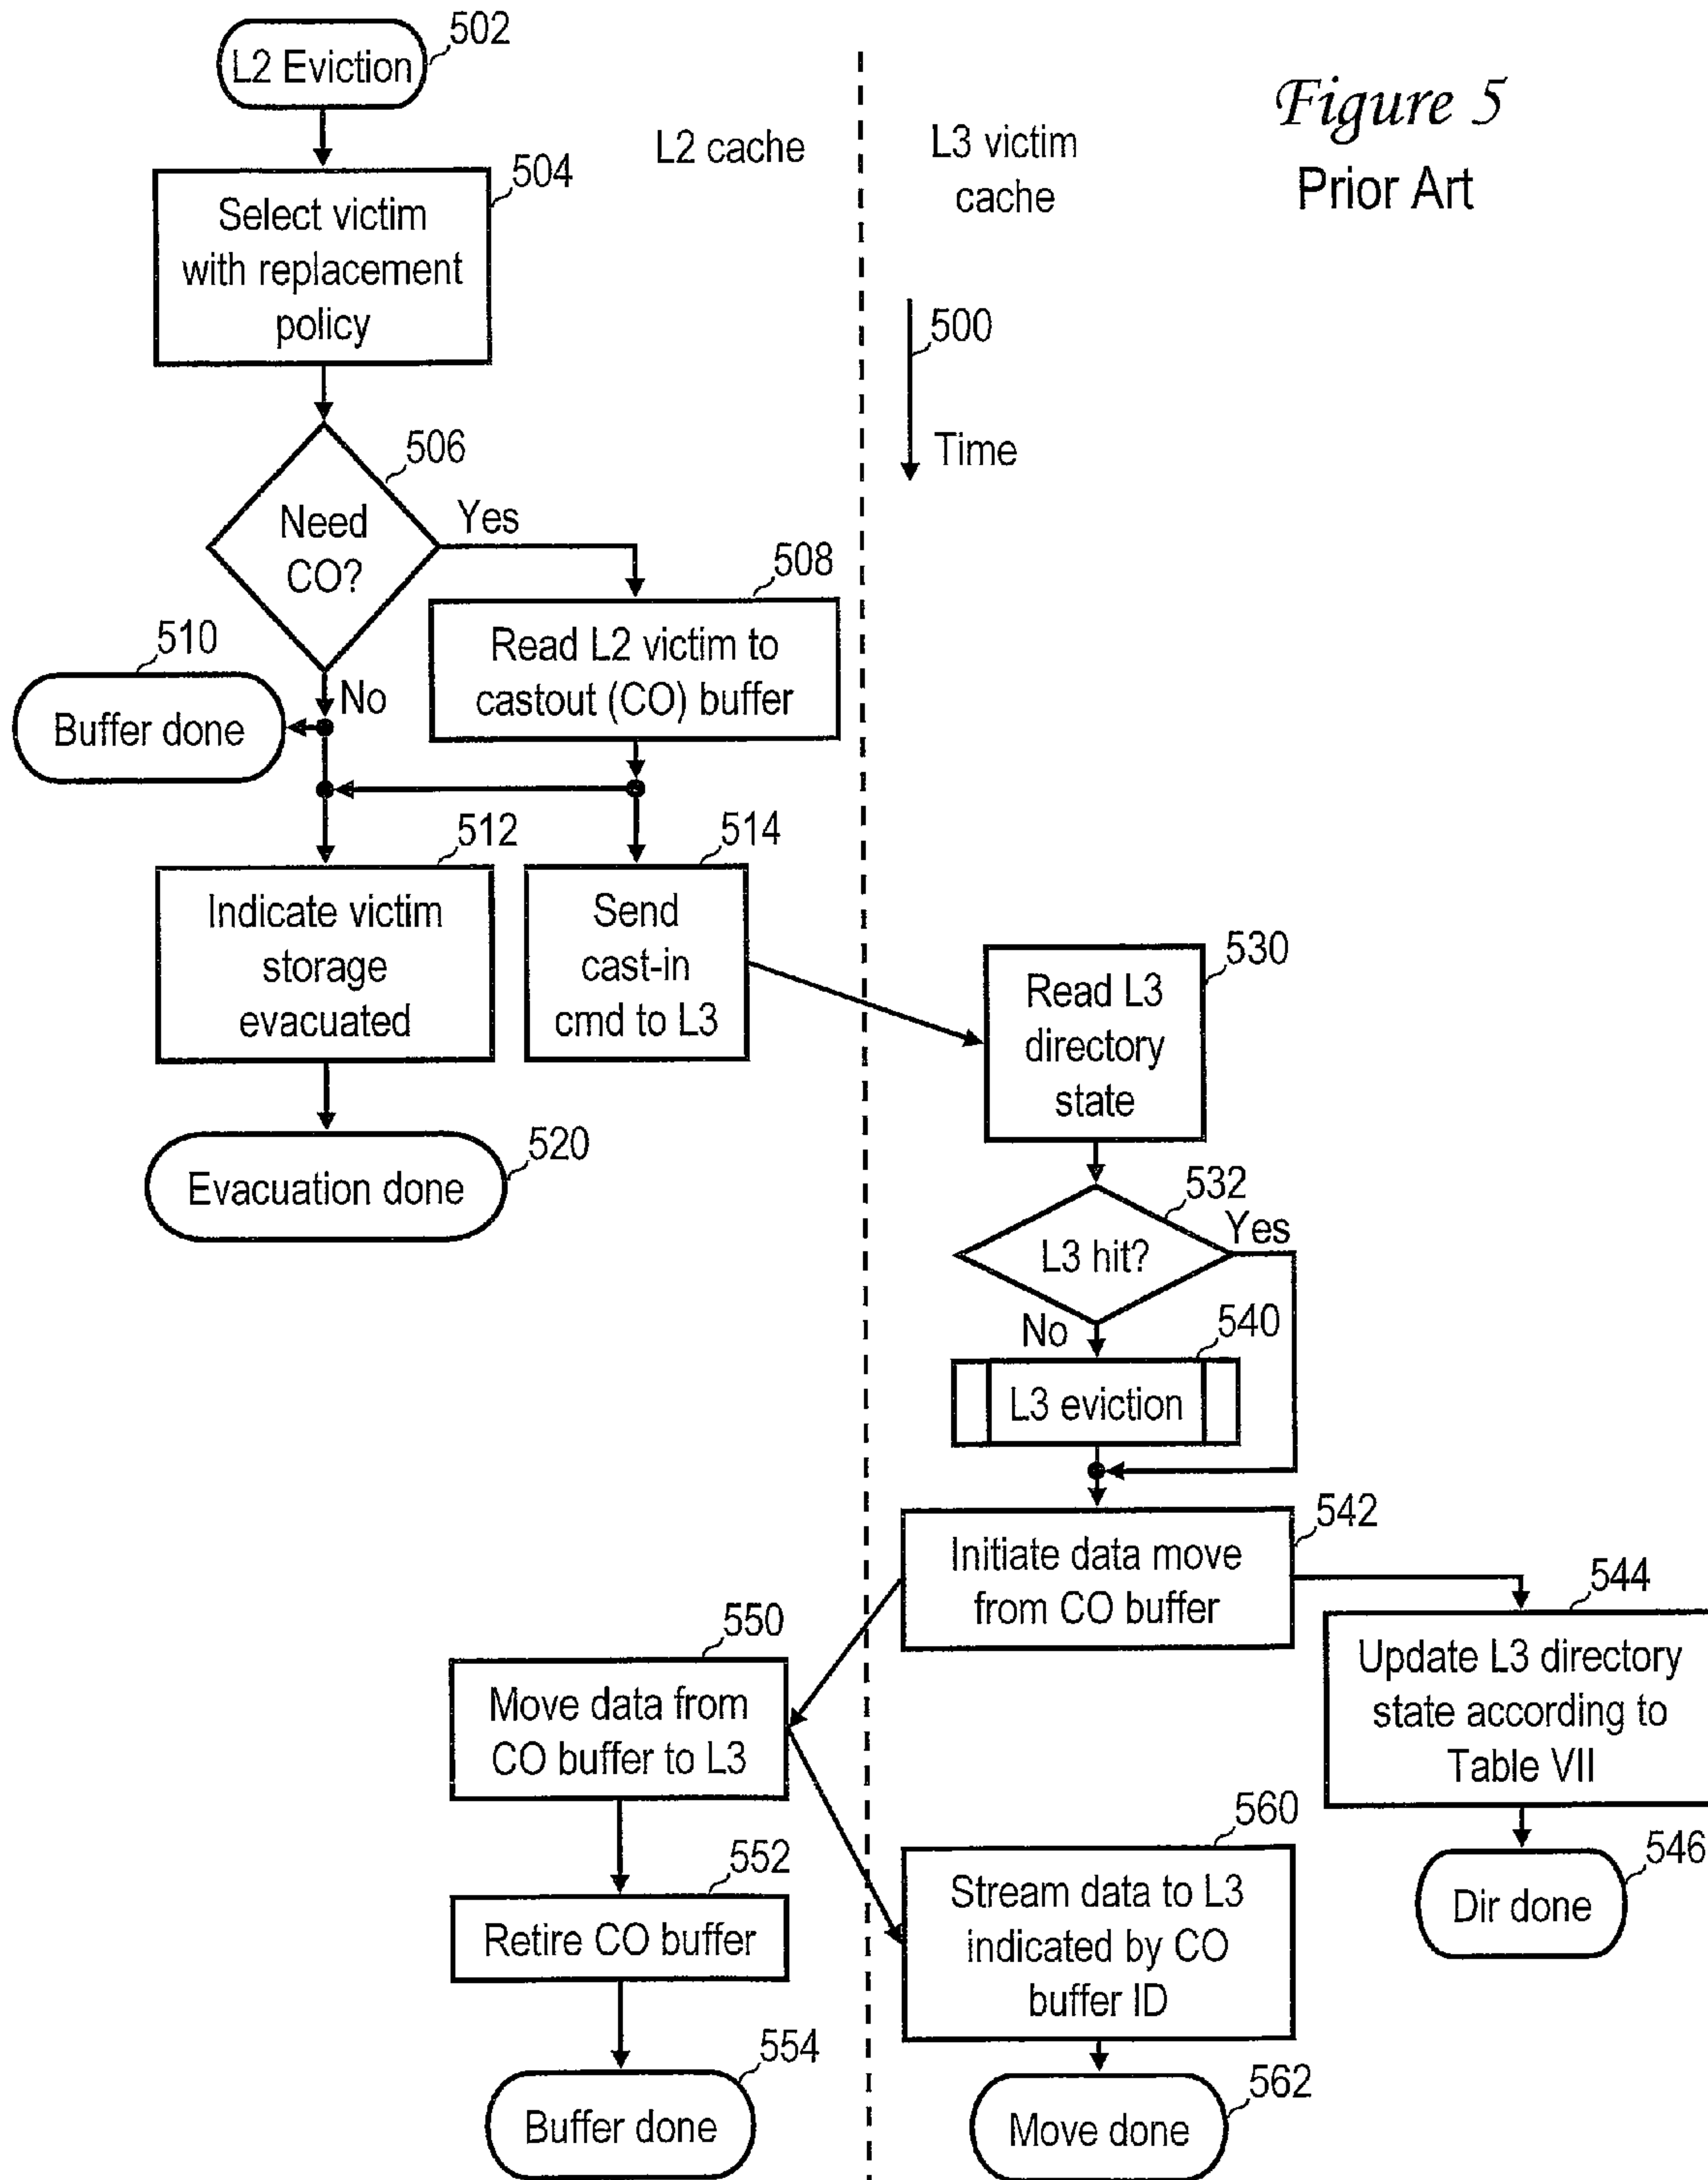 Figure 5
Prior Art
L2 cache
L3 victim
cache
500
Time
502
L2 Eviction
504
Select victim
with replacement
policy
506
Need
CO?
Yes
No
508
Read L2 victim to
castout (CO) buffer
510
Buffer done
512
Indicate victim
storage
evacuated
514
Send
cast-in
cmd to L3
520
Evacuation done
530
Read L3
directory
state
532
L3 hit?
Yes
No
540
L3 eviction
542
Initiate data move
from CO buffer
544
Update L3 directory
state according to
Table VII
546
Dir done
550
Move data from
CO buffer to L3
552
Retire CO buffer
554
Buffer done
560
Stream data to L3
indicated by CO
buffer ID
562
Move done